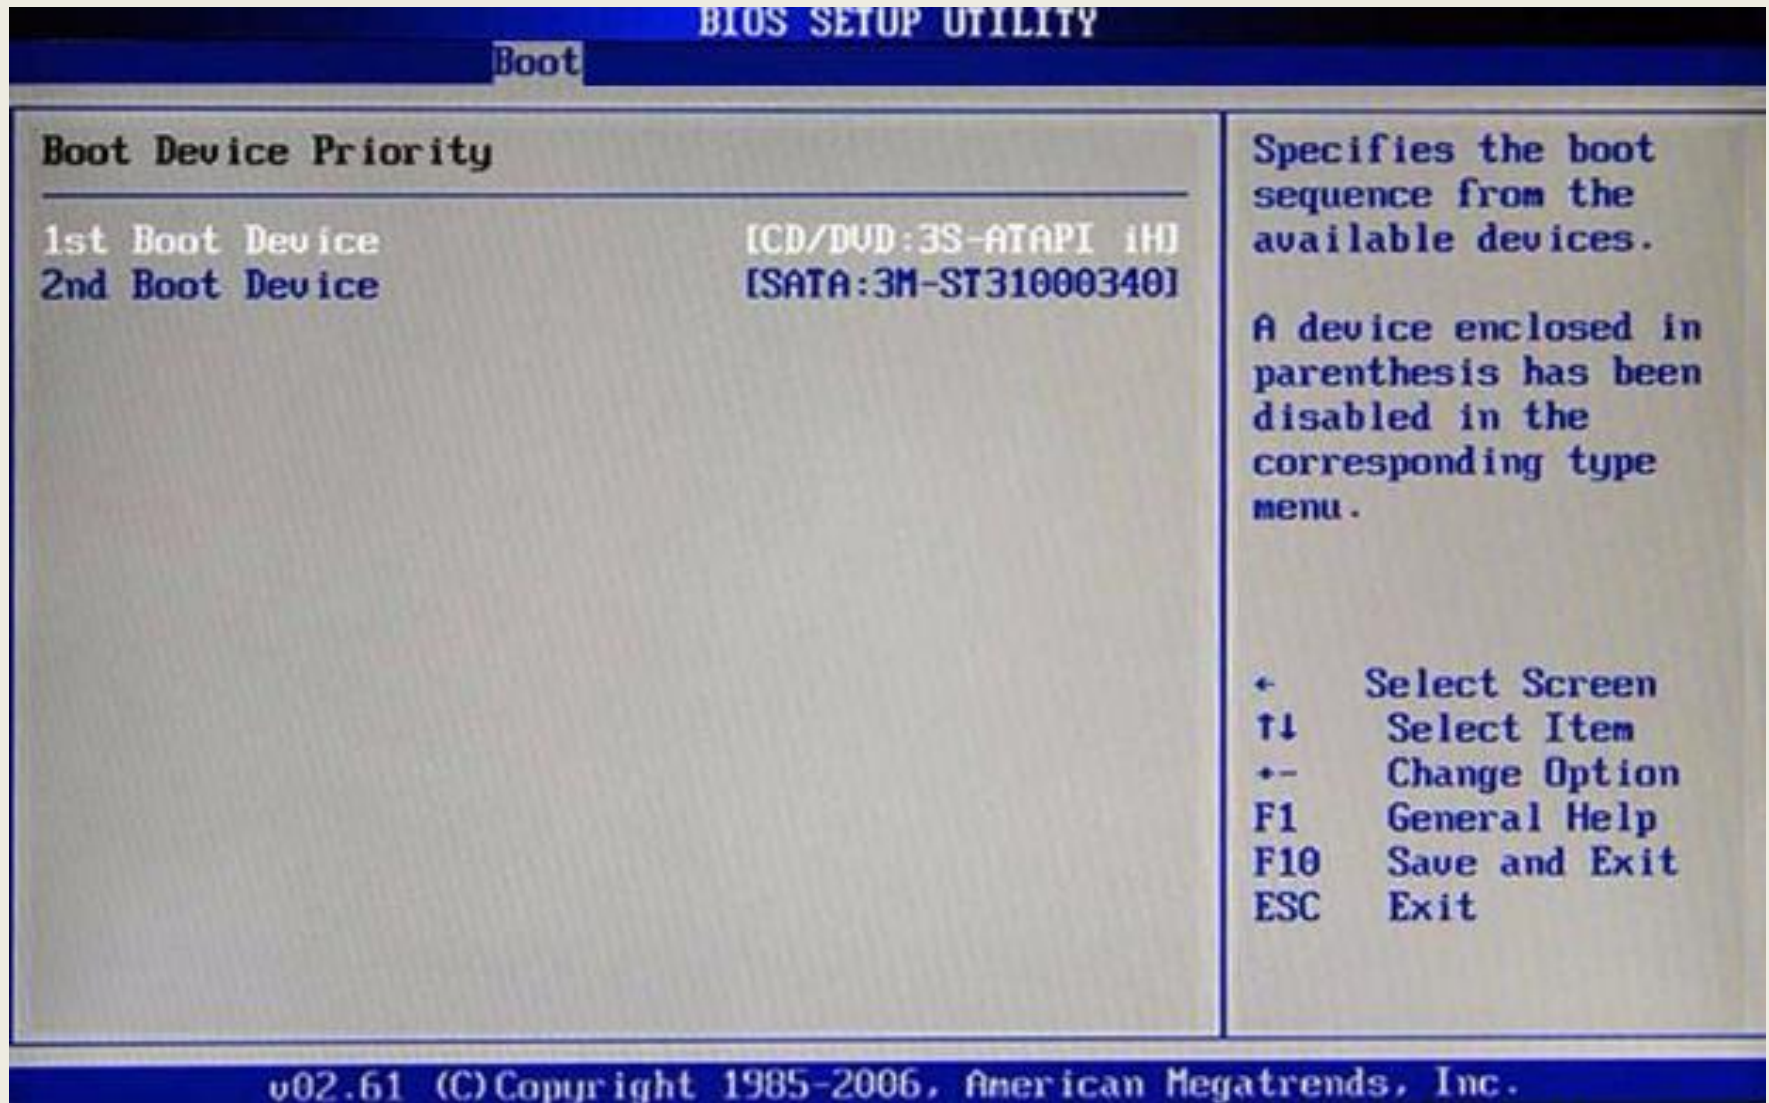 BIOS SETUP UTILITY
Boot
Boot Device Priority
1st Boot Device [CD/DVD:3S-ATAPI iH]
2nd Boot Device [SATA:3M-ST31000340]
Specifies the boot
sequence from the
available devices.
A device enclosed in
parenthesis has been
disabled in the
corresponding type
menu.
← Select Screen
↑↓ Select Item
+- Change Option
F1 General Help
F10 Save and Exit
ESC Exit
v02.61 (C)Copyright 1985-2006, American Megatrends, Inc.